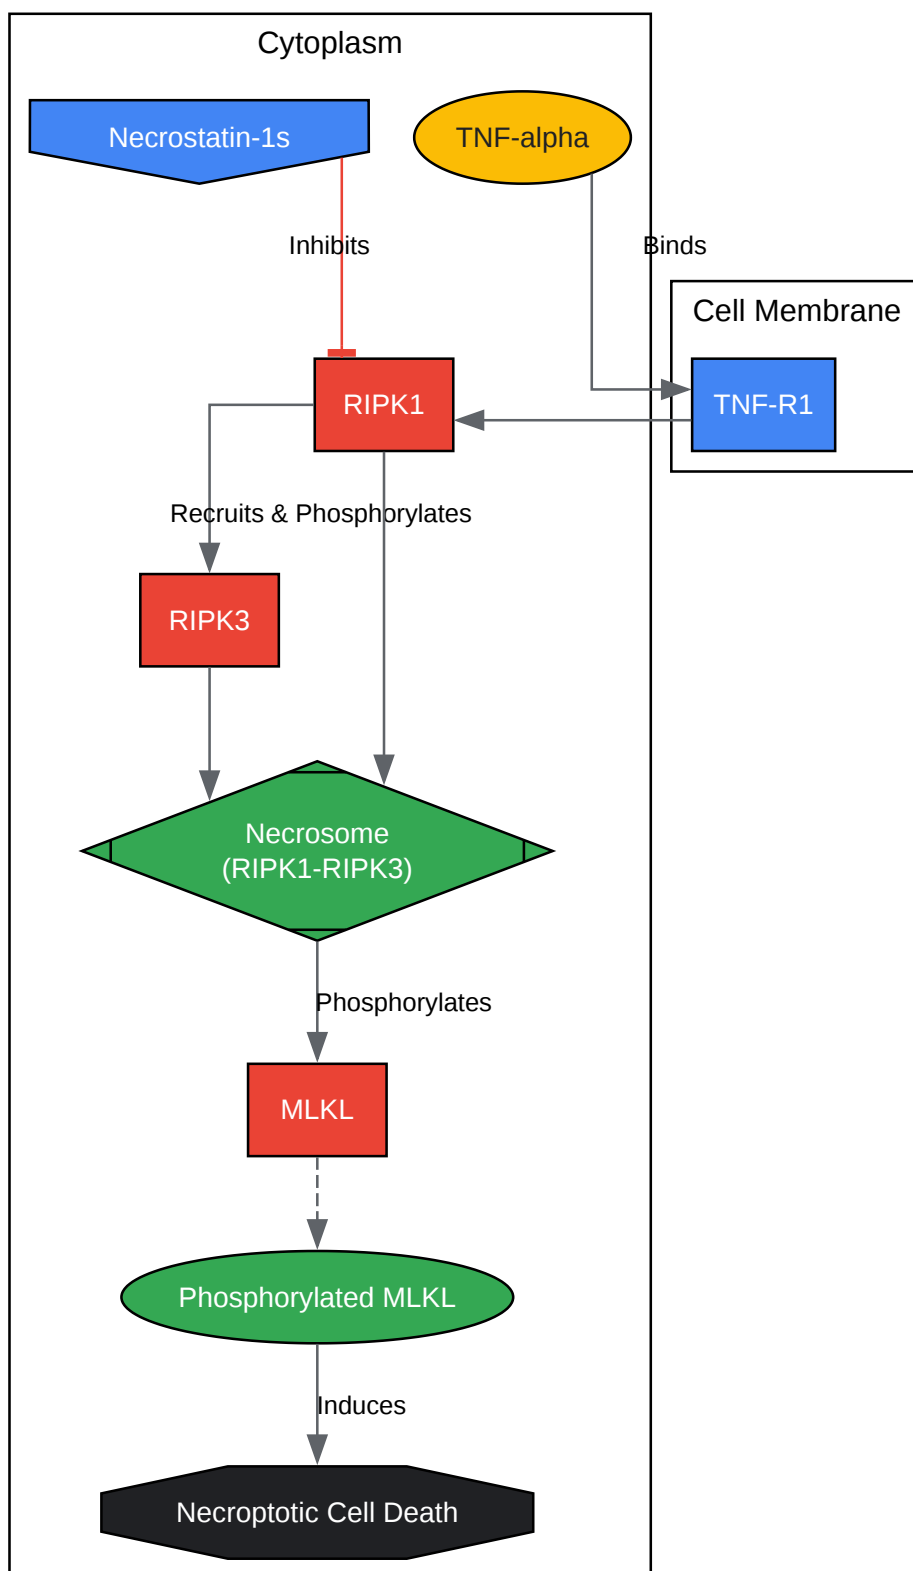 Cytoplasm
Necrostatin-1s
TNF-alpha
Inhibits
Binds
Cell Membrane
RIPK1
TNF-R1
Recruits & Phosphorylates
RIPK3
Necrosome
(RIPK1-RIPK3)
Phosphorylates
MLKL
Phosphorylated MLKL
Induces
Necroptotic Cell Death